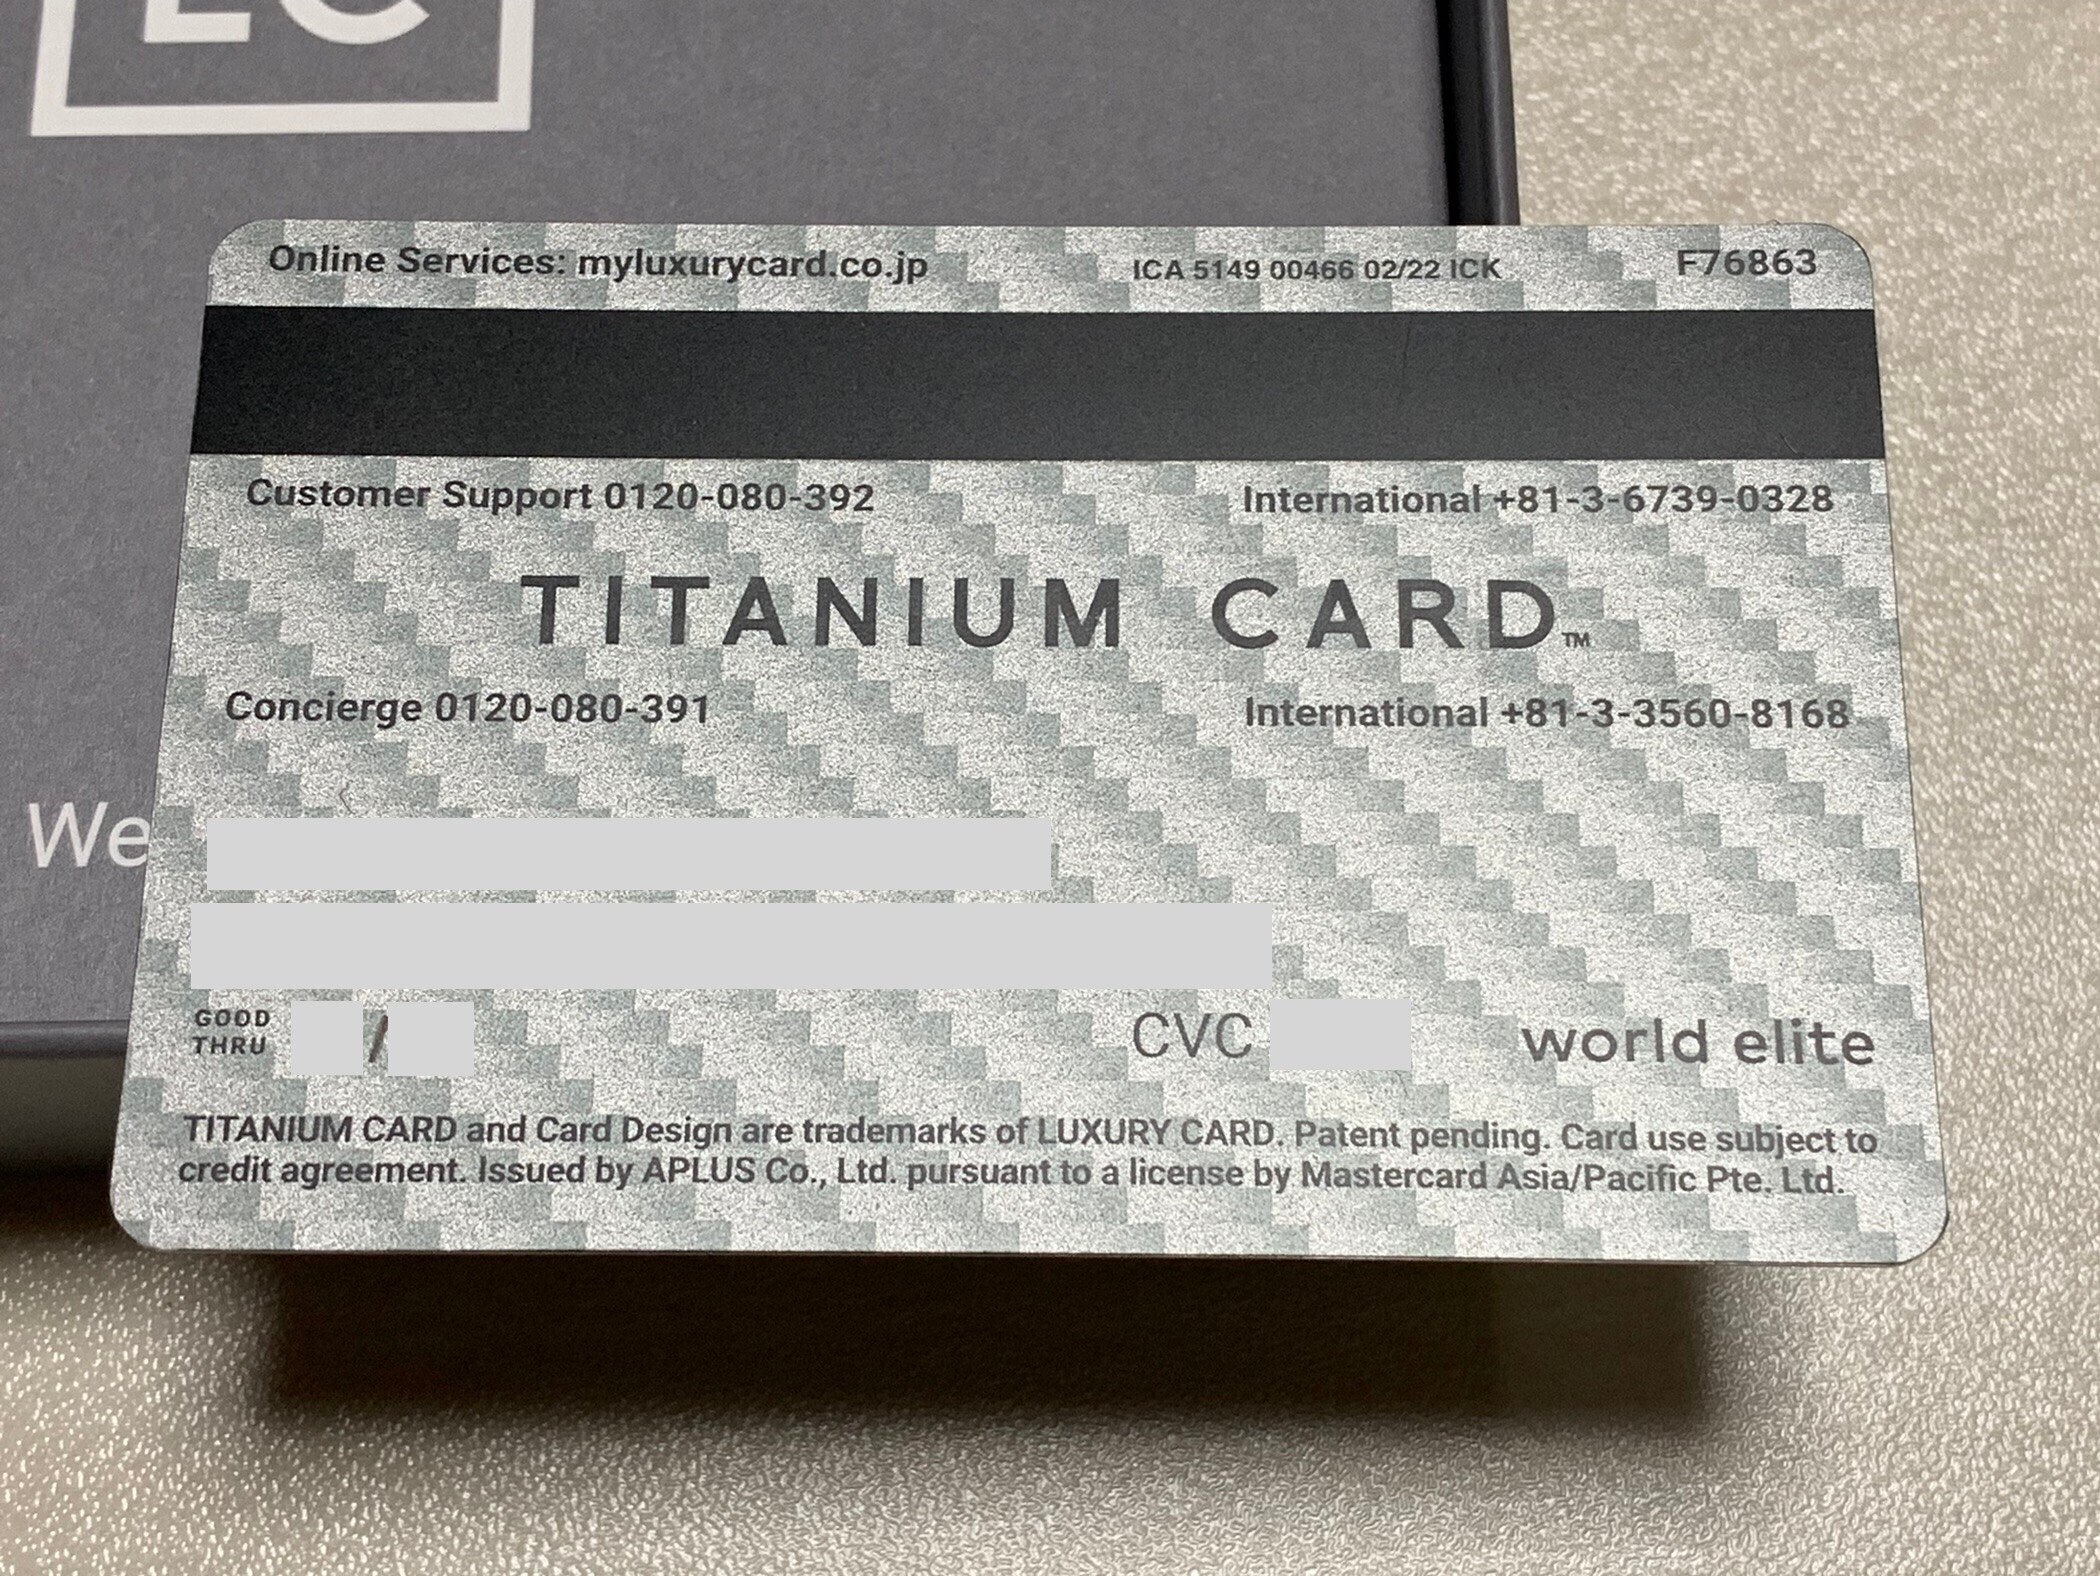 LC
Online Services: myluxurycard.co.jp ICA 5149 00466 02/22 ICK F76863
Customer Support 0120-080-392 International +81-3-6739-0328
TITANIUM CARD™
Concierge 0120-080-391 International +81-3-3560-8168
We
GOOD THRU / CVC world elite
TITANIUM CARD and Card Design are trademarks of LUXURY CARD. Patent pending. Card use subject to
credit agreement. Issued by APLUS Co., Ltd. pursuant to a license by Mastercard Asia/Pacific Pte. Ltd.